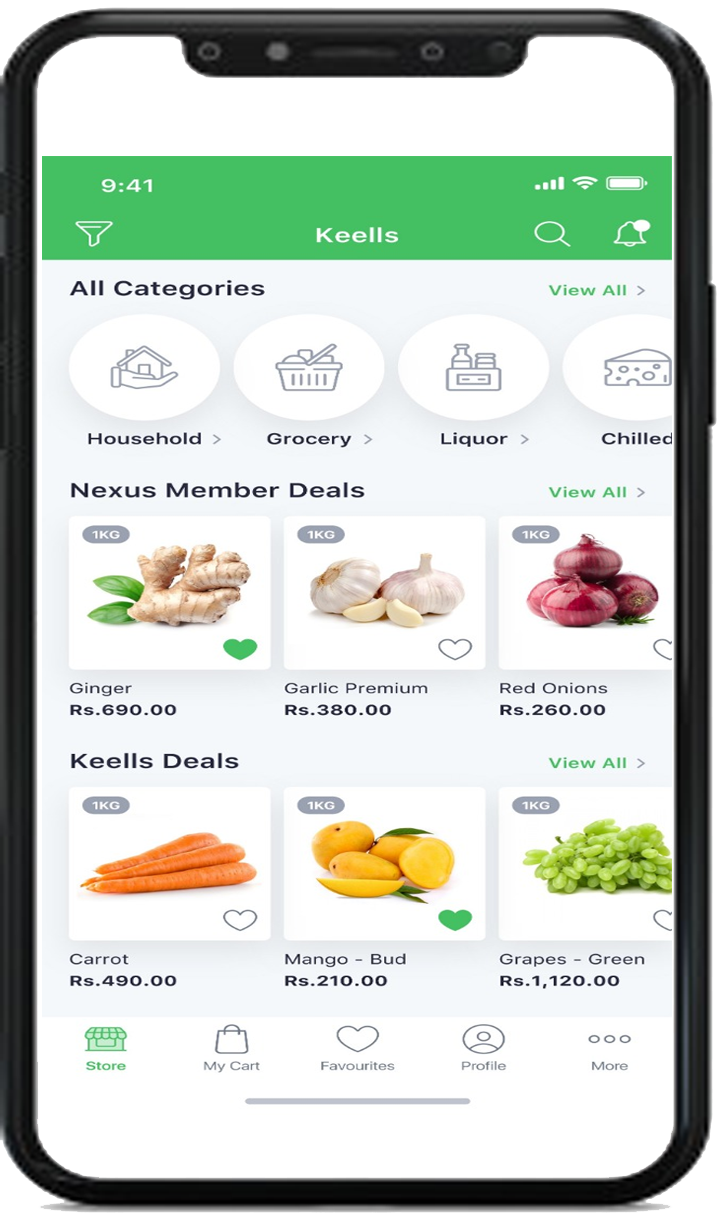 9:41
Keells
All Categories View All >
Household > Grocery > Liquor > Chilled
Nexus Member Deals View All >
1KG 1KG 1KG
Ginger Garlic Premium Red Onions
Rs.690.00 Rs.380.00 Rs.260.00
Keells Deals View All >
1KG 1KG 1KG
Carrot Mango - Bud Grapes - Green
Rs.490.00 Rs.210.00 Rs.1,120.00
Store My Cart Favourites Profile More